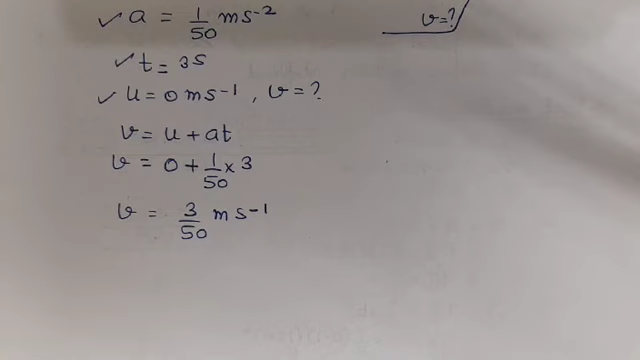 ✓ a = 1/50 ms⁻² v=?
✓ t = 3s
✓ u = 0 ms⁻¹, v = ?
v = u + at
v = 0 + 1/50 × 3
v = 3/50 ms⁻¹